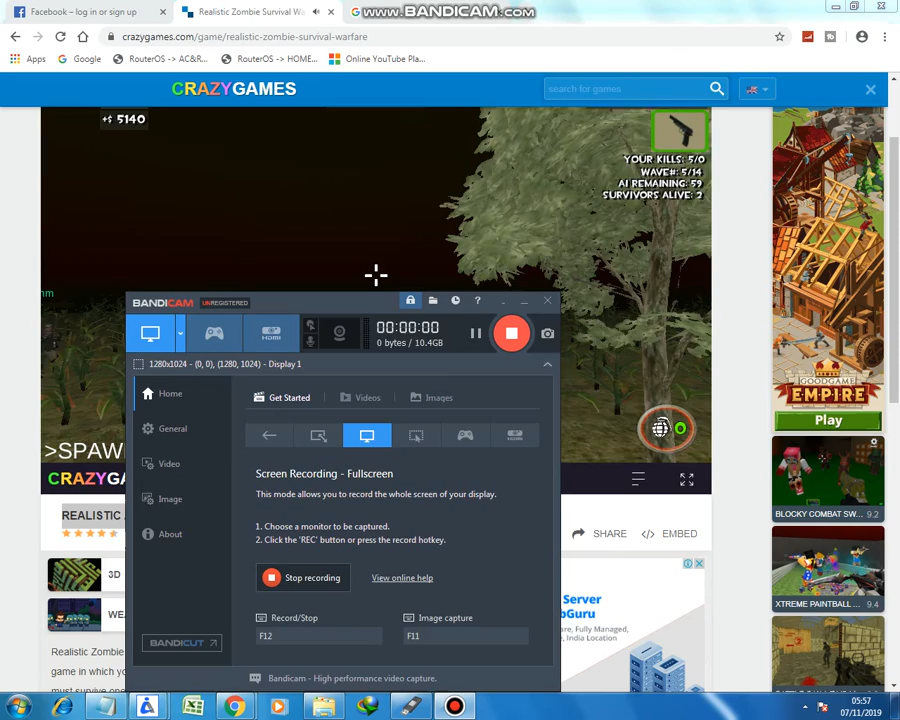 Facebook – log in or sign up
Realistic Zombie Survival Wa
www.BANDICAM.com
crazygames.com/game/realistic-zombie-survival-warfare
Apps
Google
RouterOS -> AC&R...
RouterOS -> HOME...
Online YouTube Pla...
CRAZYGAMES
search for games
+$ 5140
YOUR KILLS: 5/0
WAVE#: 5/14
AI REMAINING: 59
SURVIVORS ALIVE: 2
mm
BANDICAM
UNREGISTERED
HDMI
00:00:00
0 bytes / 10.4GB
1280x1024 - (0, 0), (1280, 1024) - Display 1
Home
General
Video
Image
About
BANDICUT
Get Started
Videos
Images
Screen Recording - Fullscreen
This mode allows you to record the whole screen of your display.
1. Choose a monitor to be captured.
2. Click the 'REC' button or press the record hotkey.
Stop recording
View online help
Record/Stop
Image capture
F12
F11
Bandicam - High performance video capture.
>SPAW
CRAZYGA
REALISTIC
SHARE
EMBED
3D
WE
Realistic Zombie
game in which yo
must survive one
Server
bGuru
e, Fully Managed,
, India Location
GOODGAME
EMPIRE
Play
BLOCKY COMBAT SW...
9.2
XTREME PAINTBALL ...
9.4
05:57
07/11/2019